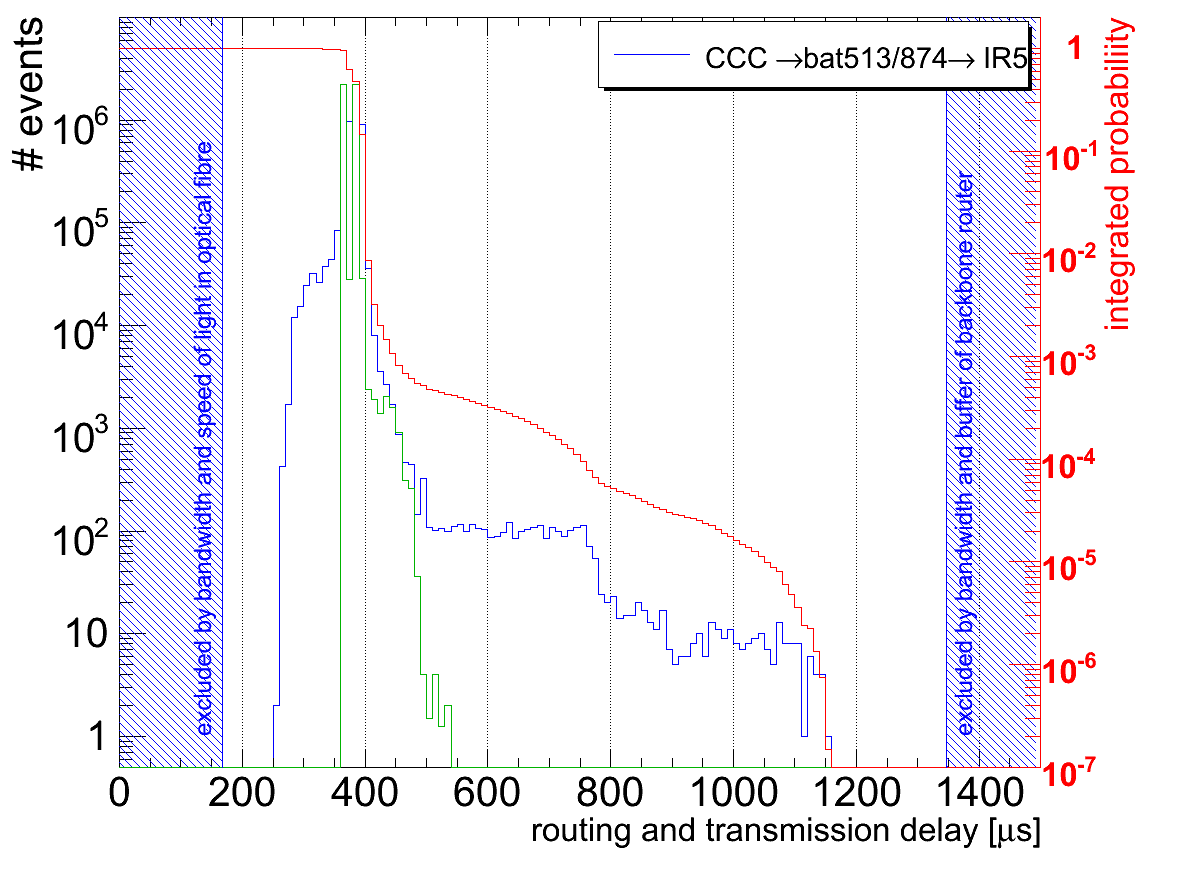 # events
10^6
10^5
10^4
10^3
10^2
10
1
CCC →bat513/874→ IR5
excluded by bandwidth and speed of light in optical fibre
excluded by bandwidth and buffer of backbone router
integrated probabiliity
1
10^-1
10^-2
10^-3
10^-4
10^-5
10^-6
10^-7
0 200 400 600 800 1000 1200 1400
routing and transmission delay [μs]